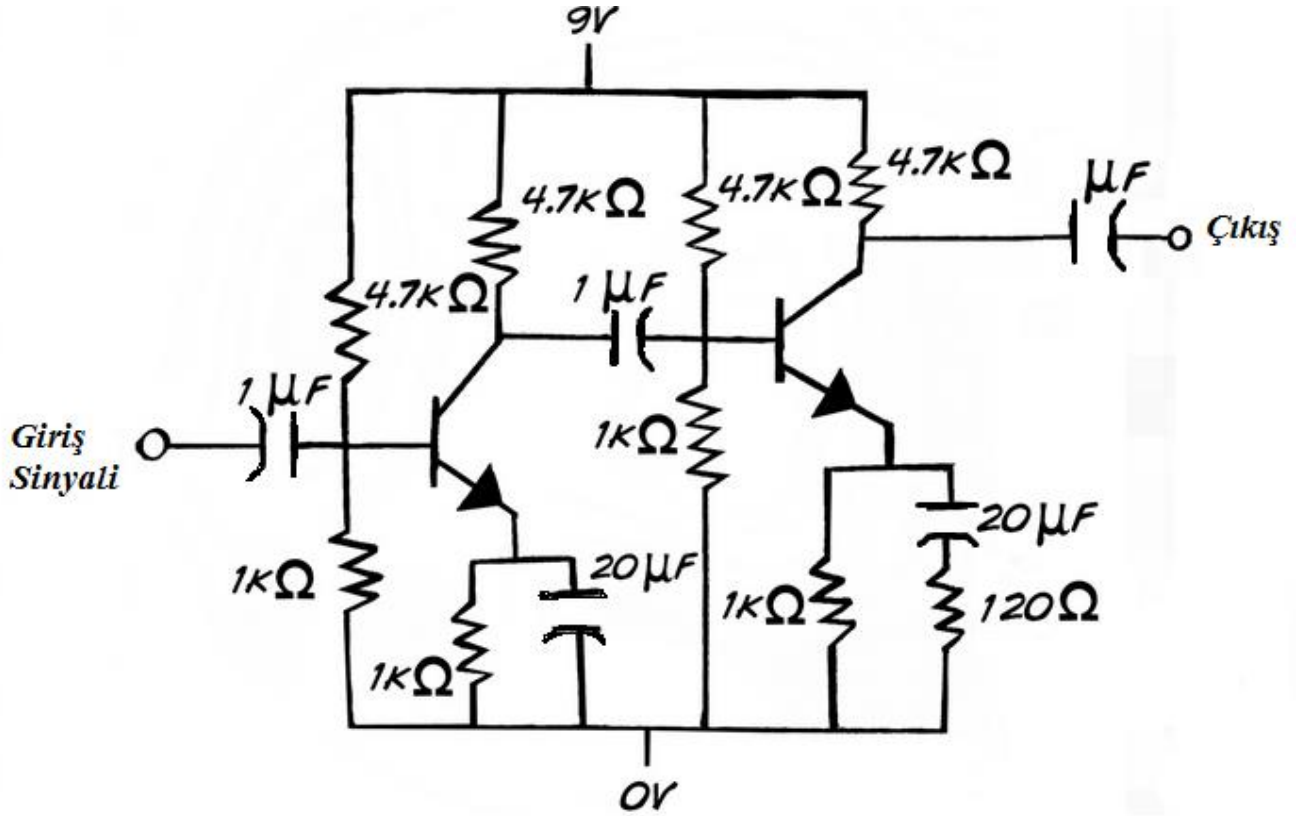 9V
4.7KΩ
4.7KΩ
4.7KΩ
μF
Çıkış
4.7KΩ
1 μF
1 μF
Giriş
Sinyali
1KΩ
20μF
1KΩ
20μF
1KΩ
120Ω
1KΩ
0V